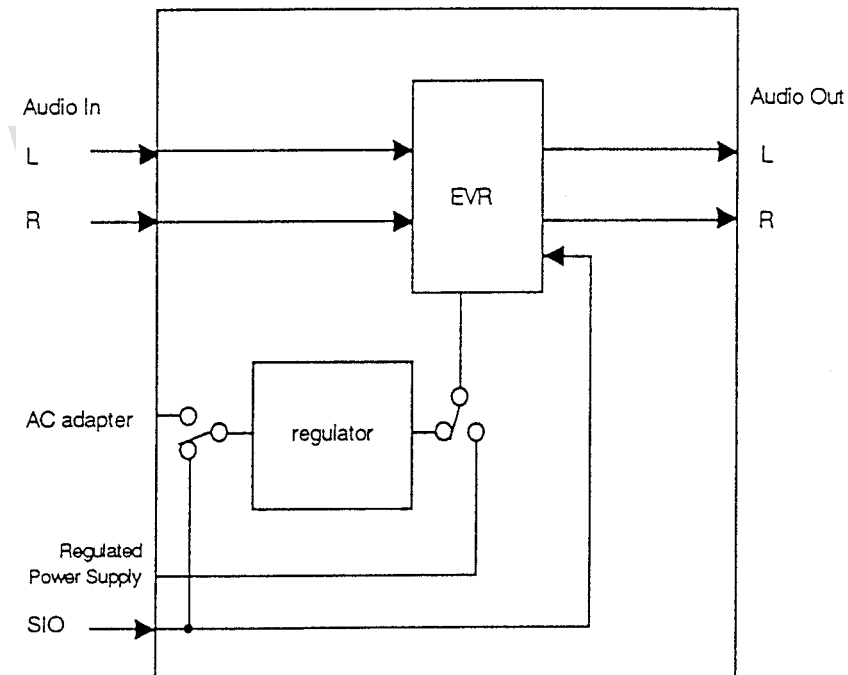 Audio In
Audio Out
L
L
EVR
R
R
AC adapter
regulator
Regulated
Power Supply
SIO